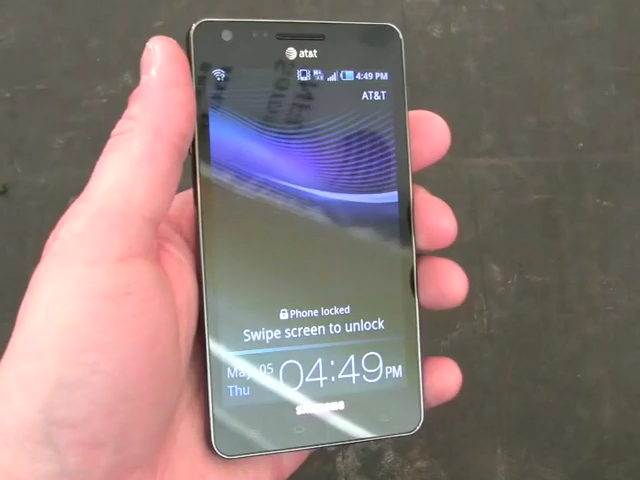 at&t
4:49 PM
AT&T
Phone locked
Swipe screen to unlock
May 05
Thu
04:49 PM
SAMSUNG